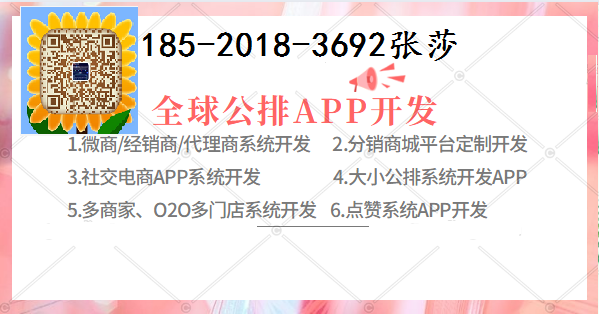 185-2018-3692张莎
全球公排APP开发
1.微商/经销商/代理商系统开发 2.分销商城平台定制开发
3.社交电商APP系统开发 4.大小公排系统开发APP
5.多商家、O2O多门店系统开发 6.点赞系统APP开发